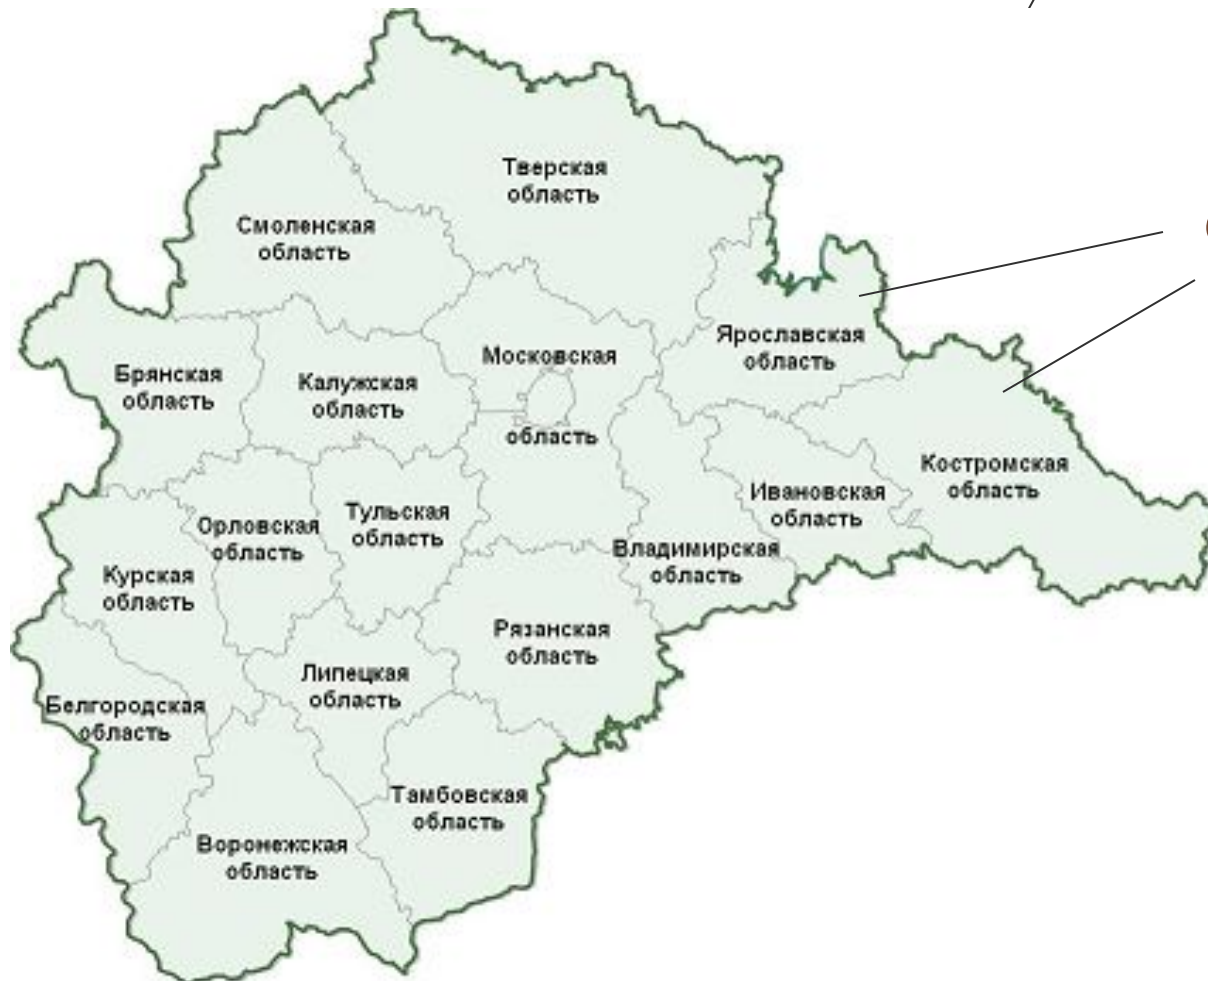 Тверская
область
Смоленская
область
Ярославская
область
Московская
область
Брянская
область
Калужская
область
Костромская
область
Ивановская
область
Тульская
область
Орловская
область
Владимирская
область
Курская
область
Рязанская
область
Липецкая
область
Белгородская
область
Тамбовская
область
Воронежская
область